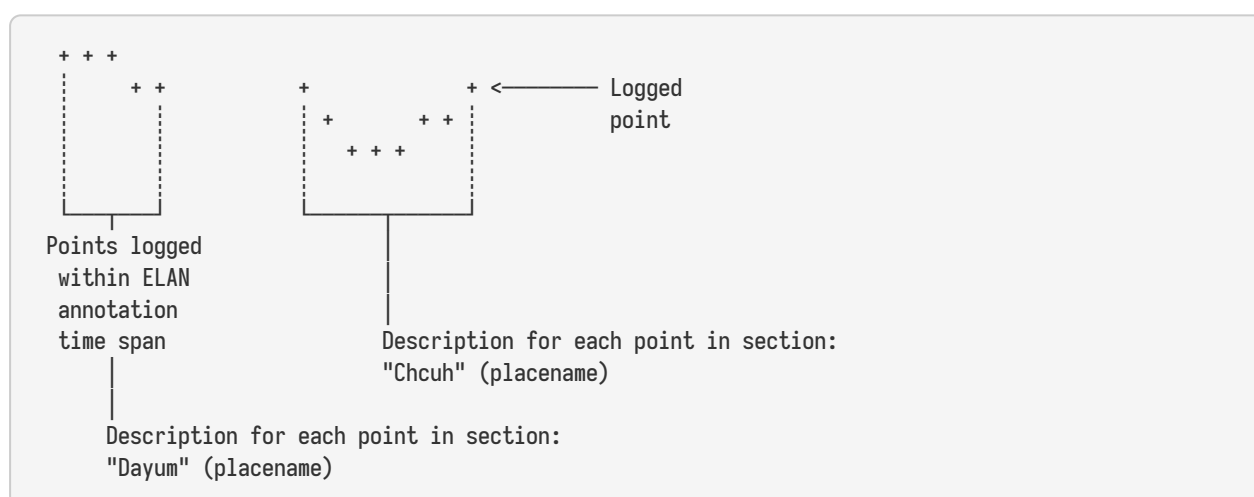 + + +
+ + + + <──────── Logged
+ + + point
+ + +
Points logged
within ELAN
annotation
time span Description for each point in section:
"Chcuh" (placename)
Description for each point in section:
"Dayum" (placename)